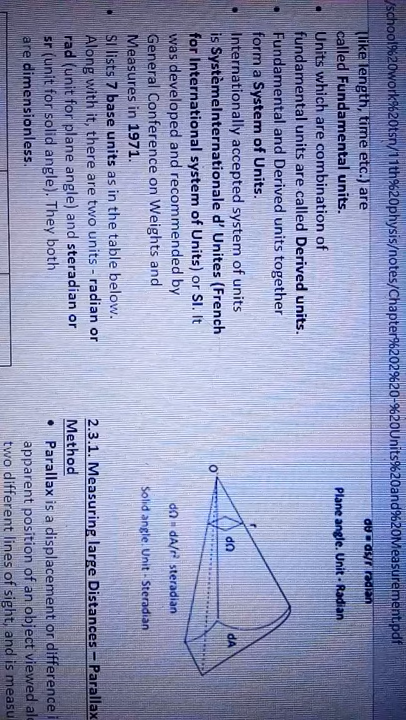 /school%20work%20tsry/11th%20physis/notes/Chapter%202%20-%20Units%20and%20Measurement.pdf
(like length, time etc.) are
called Fundamental units.
• Units which are combination of
fundamental units are called Derived units.
• Fundamental and Derived units together
form a System of Units.
• Internationally accepted system of units
is SystèmeInternationale d' Unites (French
for International system of Units) or SI. It
was developed and recommended by
General Conference on Weights and
Measures in 1971.
• SI lists 7 base units as in the table below.
Along with it, there are two units - radian or
rad (unit for plane angle) and steradian or
sr (unit for solid angle). They both
are dimensionless.
dθ = ds/r radian
Plane angle. Unit - Radian
r
O
dΩ
dA
dΩ = dA/r² steradian
Solid angle. Unit - Steradian
2.3.1. Measuring large Distances – Parallax
Method
• Parallax is a displacement or difference i
apparent position of an object viewed al
two different lines of sight, and is measu